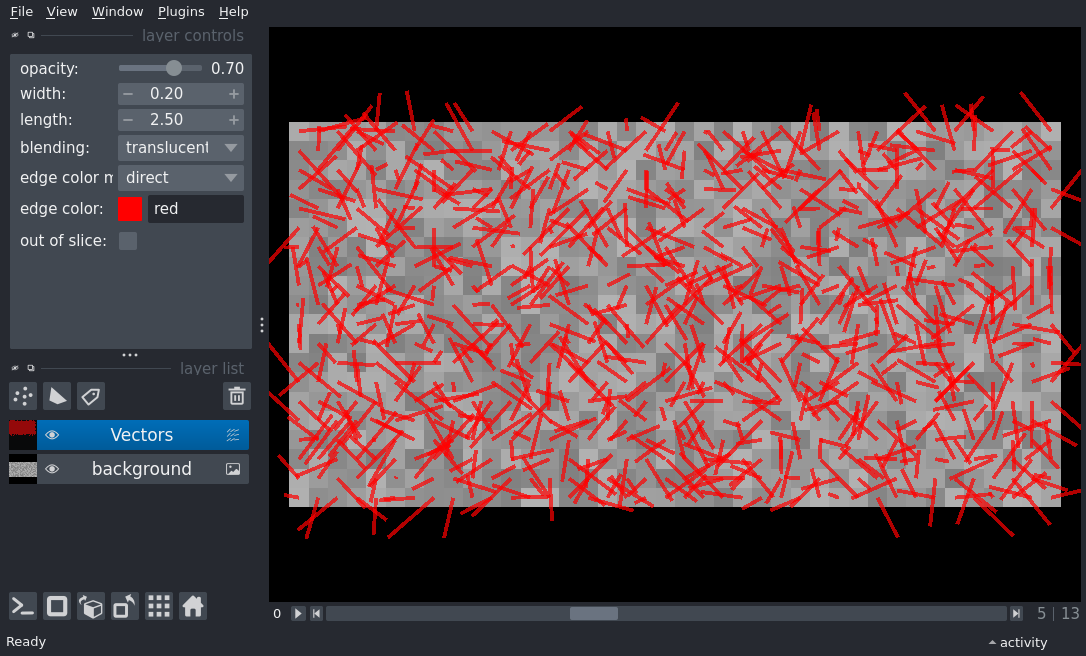 File View Window Plugins Help
layer controls
opacity: 0.70
width: − 0.20 +
length: − 2.50 +
blending: translucent
edge color m direct
edge color: red
out of slice:
layer list
Vectors
background
0 5 | 13
Ready activity